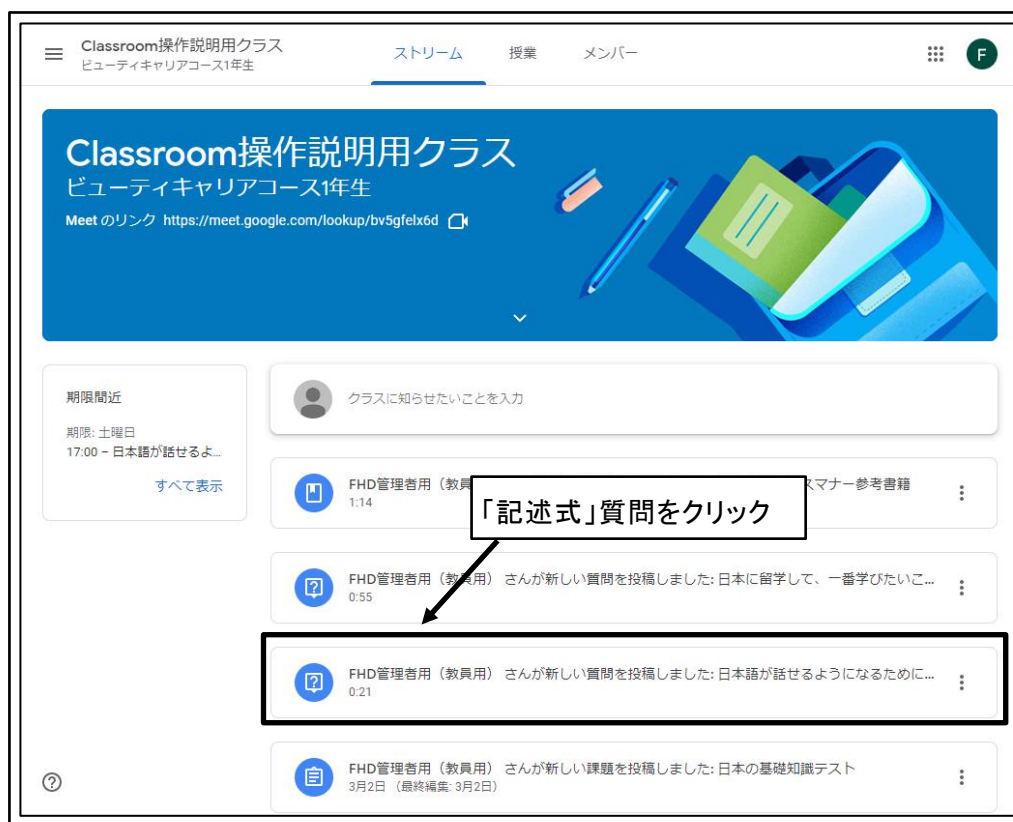 Classroom操作説明用クラス
ビューティキャリアコース1年生
ストリーム
授業
メンバー
F
Classroom操作説明用クラス
ビューティキャリアコース1年生
Meet のリンク https://meet.google.com/lookup/bv5gfelx6d
期限間近
期限: 土曜日
17:00 – 日本語が話せるよ...
すべて表示
クラスに知らせたいことを入力
FHD管理者用（教員 スマナー参考書籍
1:14
「記述式」質問をクリック
FHD管理者用（教員用） さんが新しい質問を投稿しました: 日本に留学して、一番学びたいこ...
0:55
FHD管理者用（教員用） さんが新しい質問を投稿しました: 日本語が話せるようになるために...
0:21
FHD管理者用（教員用） さんが新しい課題を投稿しました: 日本の基礎知識テスト
3月2日 （最終編集: 3月2日）